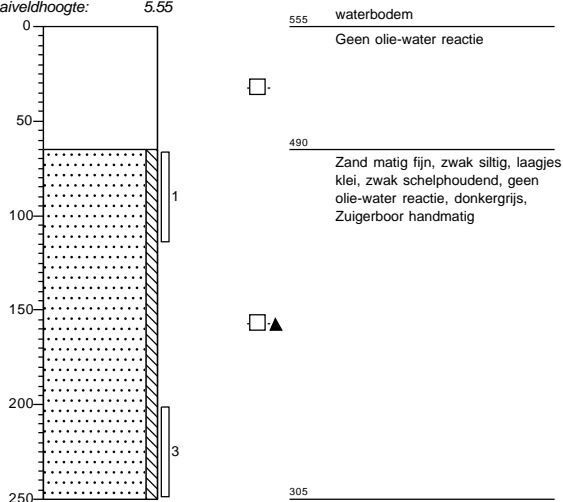 aaiveldhoogte: 5.55
0
50
100
150
200
250
1
3
555
waterbodem
Geen olie-water reactie
490
Zand matig fijn, zwak siltig, laagjes
klei, zwak schelphoudend, geen
olie-water reactie, donkergrijs,
Zuigerboor handmatig
305